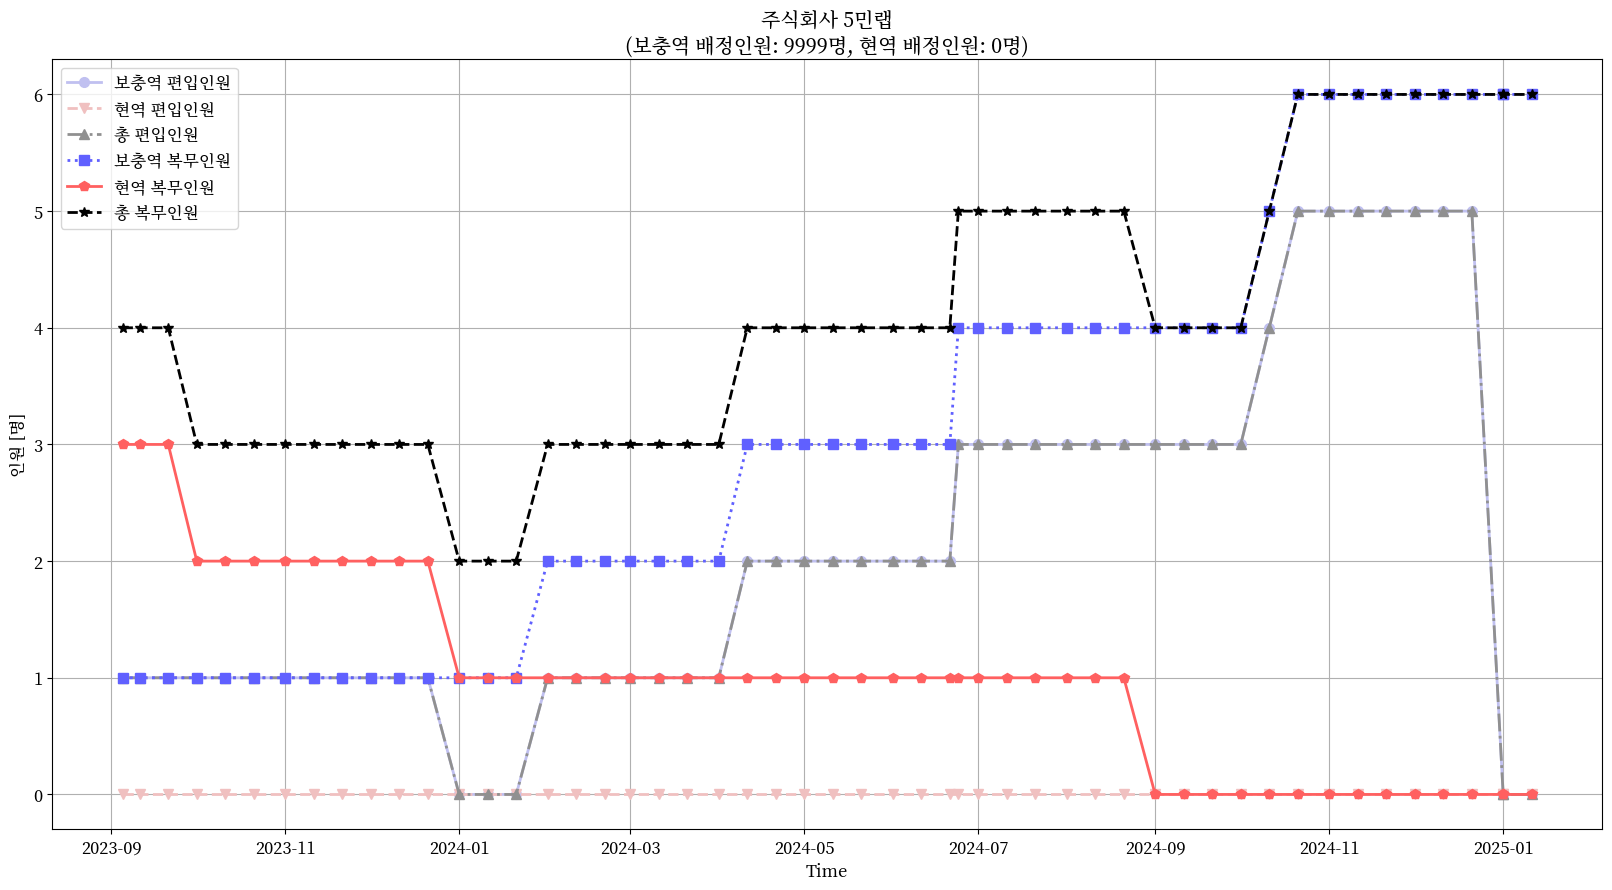 주식회사 5민랩
(보충역 배정인원: 9999명, 현역 배정인원: 0명)
보충역 편입인원
현역 편입인원
총 편입인원
보충역 복무인원
현역 복무인원
총 복무인원
인원 [명]
6
5
4
3
2
1
0
2023-09
2023-11
2024-01
2024-03
2024-05
2024-07
2024-09
2024-11
2025-01
Time